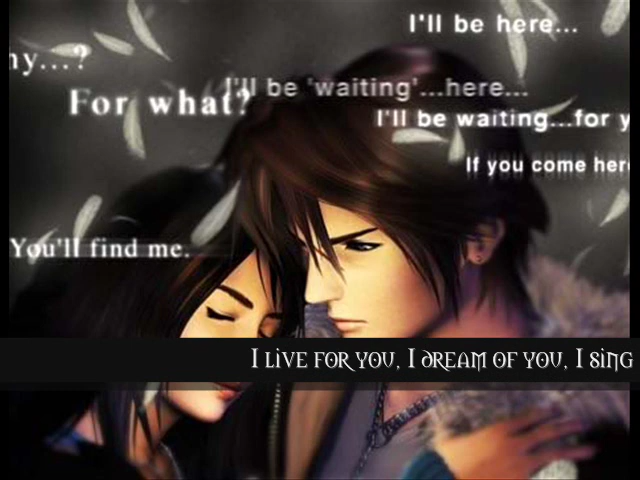 I'll be here...
ny...?
I'll be 'waiting'...here...
For what?
I'll be waiting...for y
If you come here
You'll find me.
I live for you, I dream of you, I sing